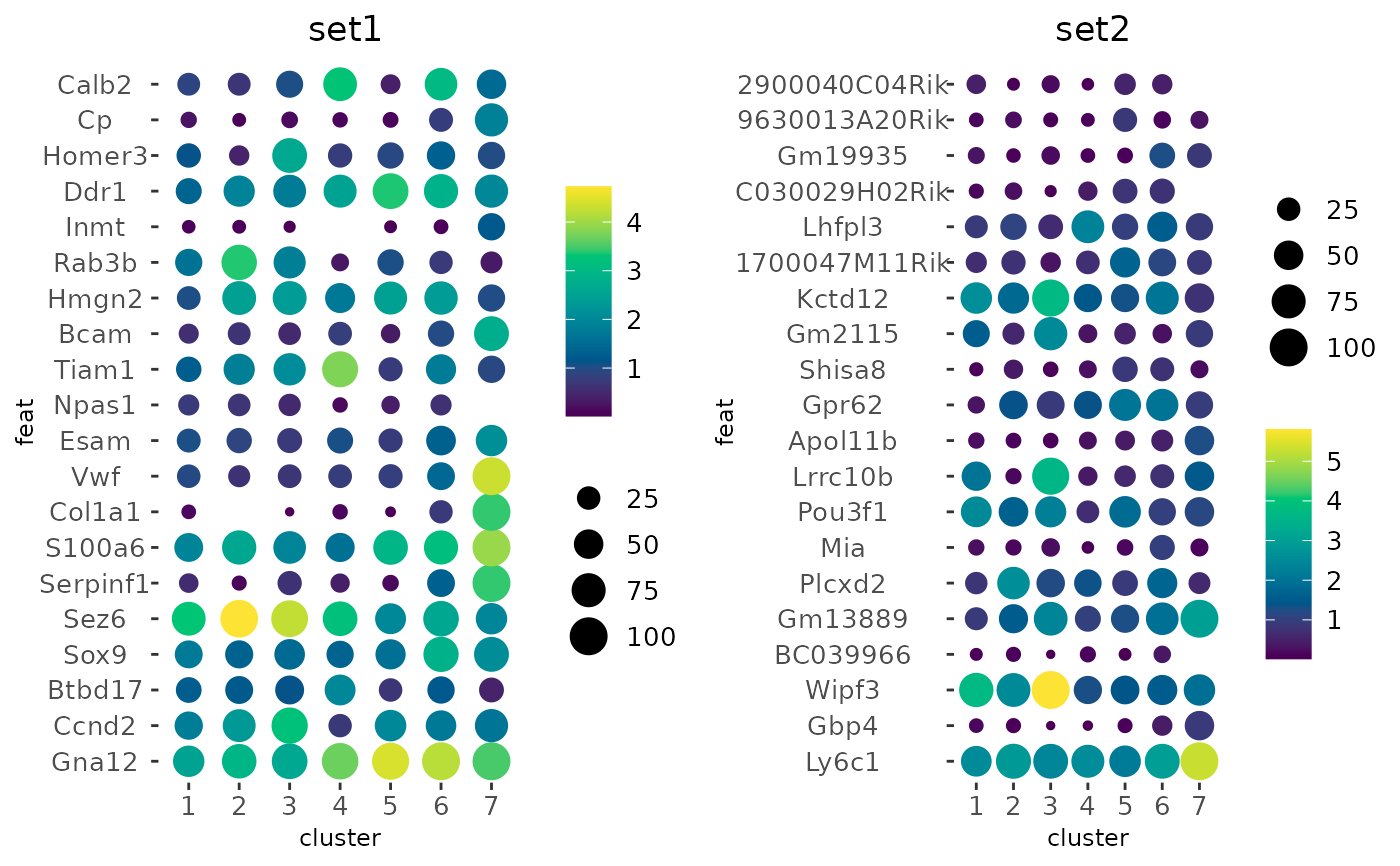 set1
Calb2
Cp
Homer3
Ddr1
Inmt
Rab3b
Hmgn2
Bcam
Tiam1
Npas1
Esam
Vwf
Col1a1
S100a6
Serpinf1
Sez6
Sox9
Btbd17
Ccnd2
Gna12
feat
1 2 3 4 5 6 7
cluster
4
3
2
1
25
50
75
100
set2
2900040C04Rik
9630013A20Rik
Gm19935
C030029H02Rik
Lhfpl3
1700047M11Rik
Kctd12
Gm2115
Shisa8
Gpr62
Apol11b
Lrrc10b
Pou3f1
Mia
Plcxd2
Gm13889
BC039966
Wipf3
Gbp4
Ly6c1
feat
1 2 3 4 5 6 7
cluster
25
50
75
100
5
4
3
2
1